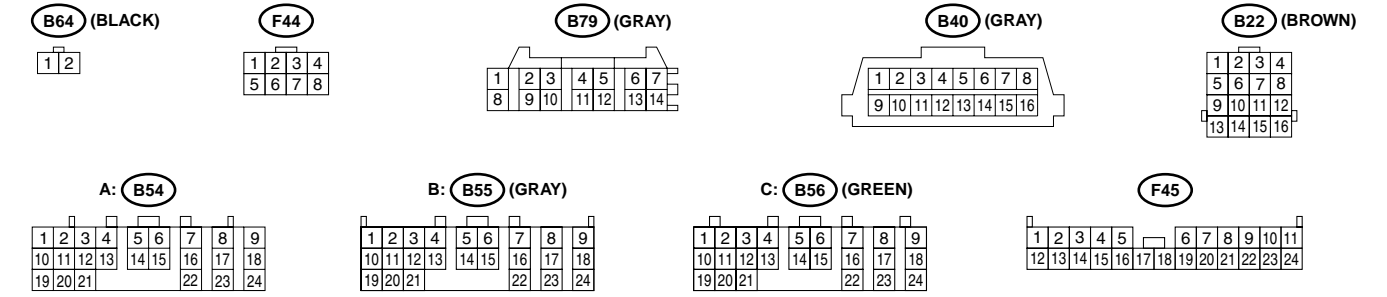 B64 (BLACK) F44 B79 (GRAY) B40 (GRAY) B22 (BROWN)
1 2
1 2 3 4
5 6 7 8
1 2 3 4 5 6 7
8 9 10 11 12 13 14
1 2 3 4 5 6 7 8
9 10 11 12 13 14 15 16
1 2 3 4
5 6 7 8
9 10 11 12
13 14 15 16
A: B54 B: B55 (GRAY) C: B56 (GREEN) F45
1 2 3 4 5 6 7 8 9
10 11 12 13 14 15 16 17 18
19 20 21 22 23 24
1 2 3 4 5 6 7 8 9
10 11 12 13 14 15 16 17 18
19 20 21 22 23 24
1 2 3 4 5 6 7 8 9
10 11 12 13 14 15 16 17 18
19 20 21 22 23 24
1 2 3 4 5 6 7 8 9 10 11
12 13 14 15 16 17 18 19 20 21 22 23 24